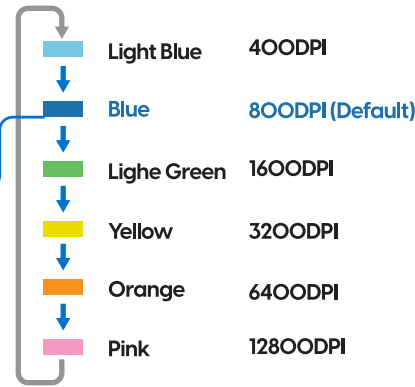 Light Blue 400DPI
Blue 800DPI (Default)
Lighe Green 1600DPI
Yellow 3200DPI
Orange 6400DPI
Pink 12800DPI